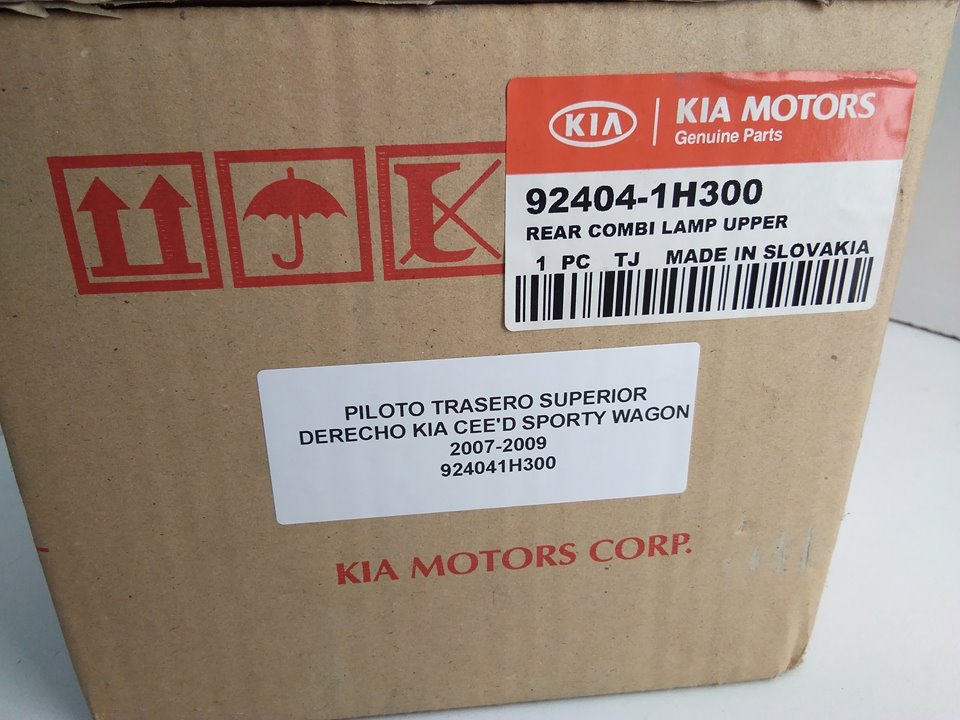 KIA
KIA MOTORS
Genuine Parts
92404-1H300
REAR COMBI LAMP UPPER
1 PC TJ MADE IN SLOVAKIA
PILOTO TRASERO SUPERIOR
DERECHO KIA CEE'D SPORTY WAGON
2007-2009
924041H300
KIA MOTORS CORP.